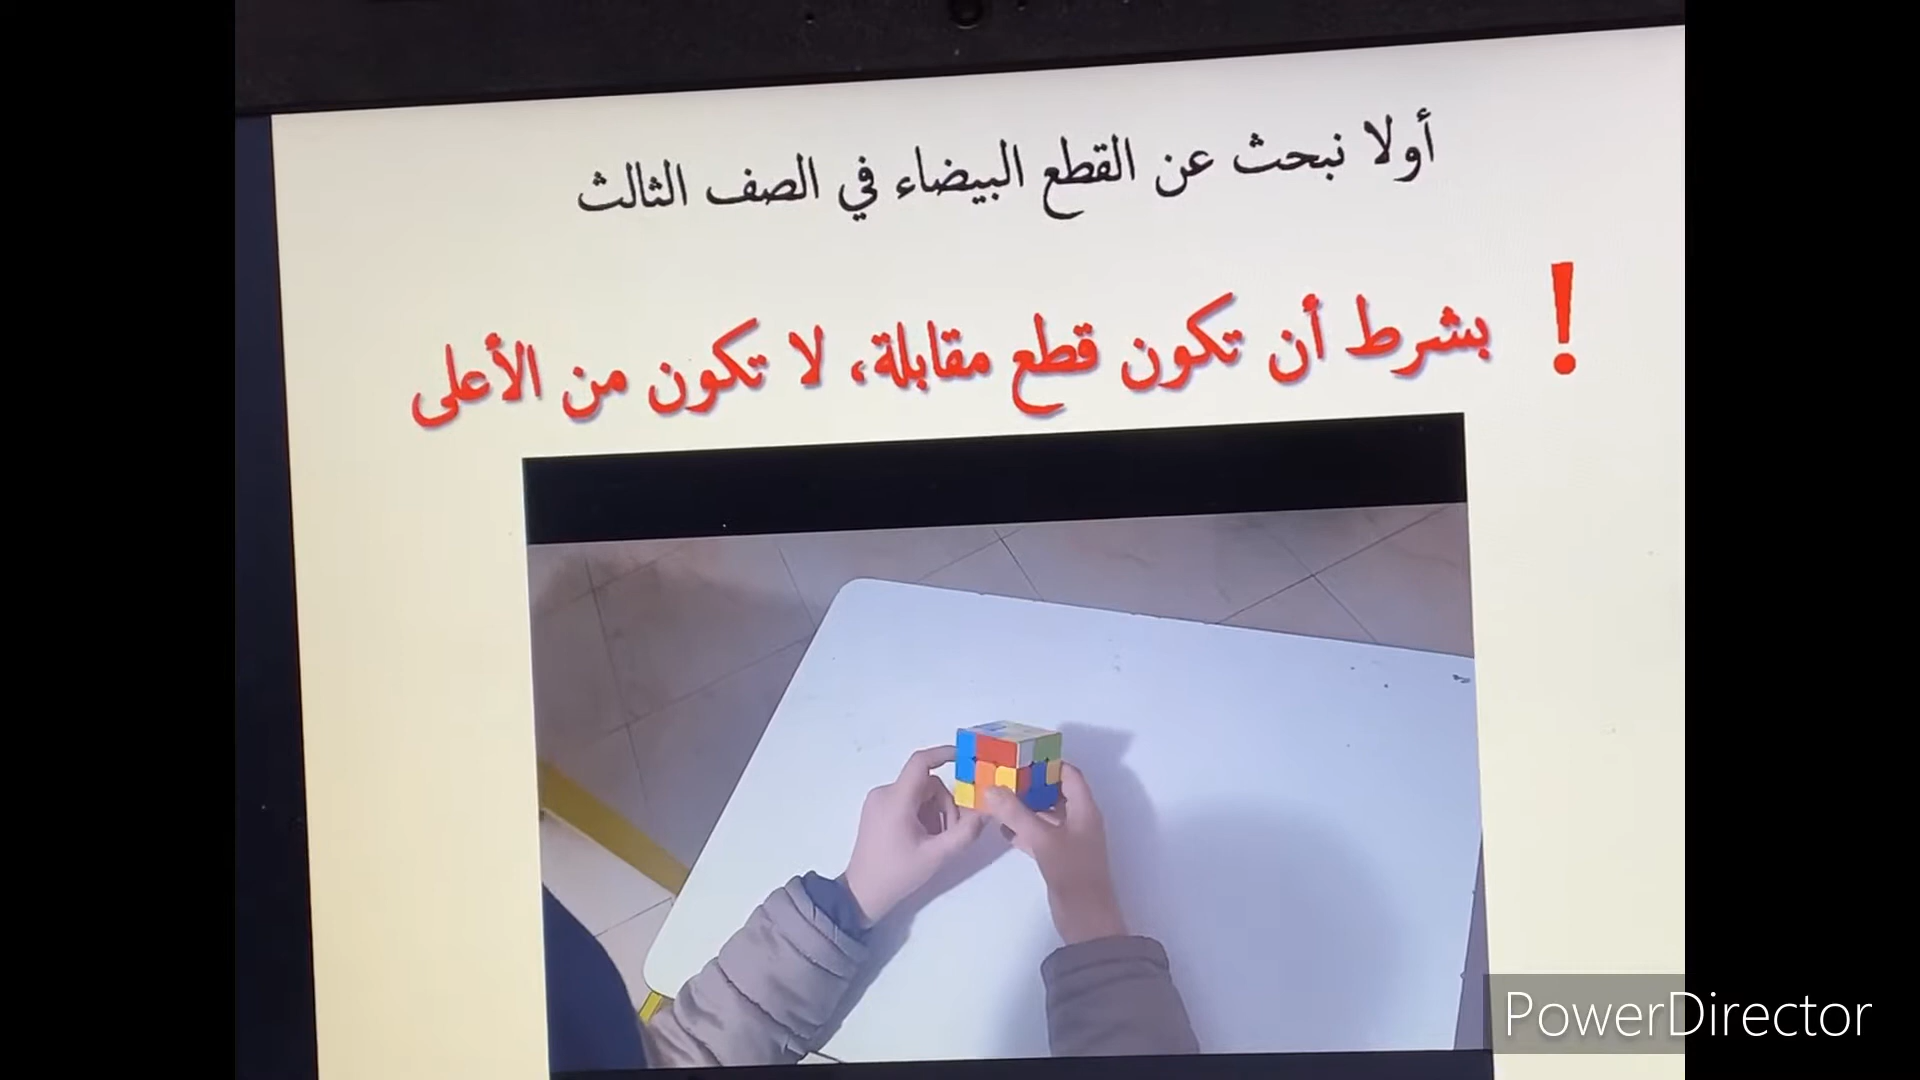 أولا نبحث عن القطع البيضاء في الصف الثالث
! بشرط أن تكون قطع مقابلة، لا تكون من الأعلى
PowerDirector